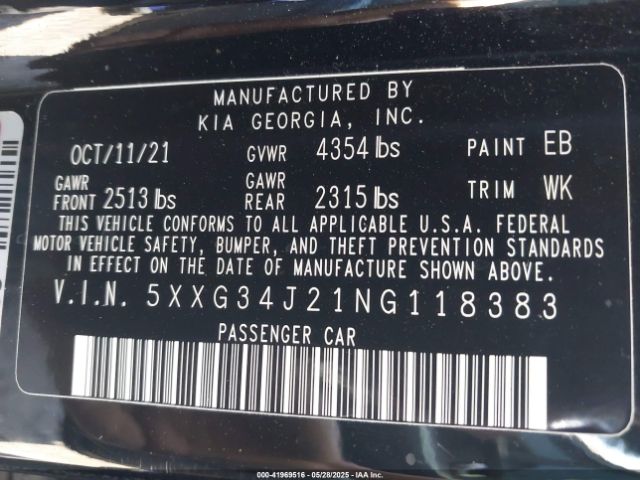 MANUFACTURED BY
KIA GEORGIA, INC.
OCT/11/21 GVWR 4354 lbs PAINT EB
GAWR FRONT 2513 lbs GAWR REAR 2315 lbs TRIM WK
THIS VEHICLE CONFORMS TO ALL APPLICABLE U.S.A. FEDERAL
MOTOR VEHICLE SAFETY, BUMPER, AND THEFT PREVENTION STANDARDS
IN EFFECT ON THE DATE OF MANUFACTURE SHOWN ABOVE.
V.I.N. 5XXG34J21NG118383
PASSENGER CAR
000-41969516 | 05/28/2025 - IAA Inc.